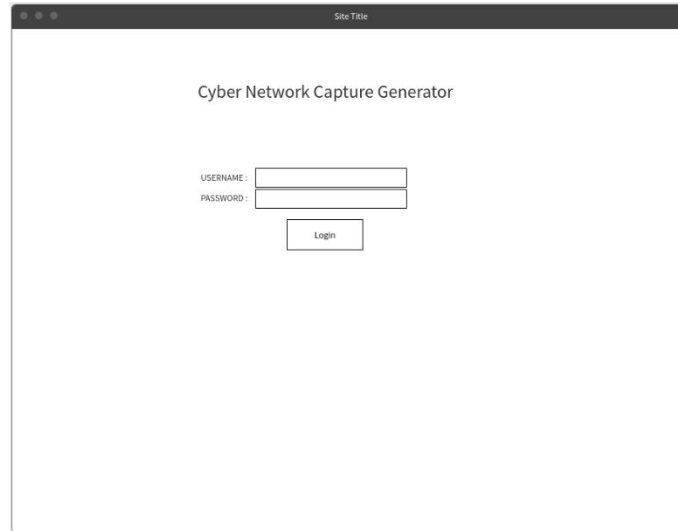 Site Title
Cyber Network Capture Generator
USERNAME :
PASSWORD :
Login